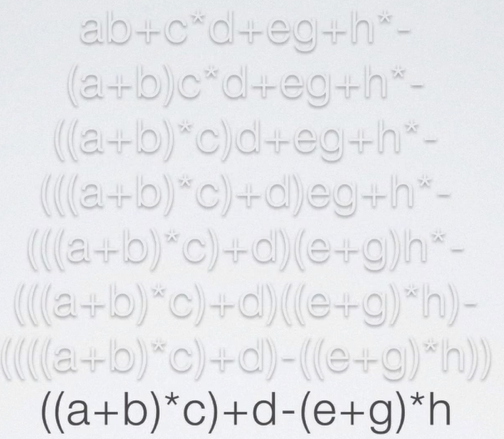 ab+c*d+eg+h*-
(a+b)c*d+eg+h*-
((a+b)*c)d+eg+h*-
(((a+b)*c)+d)eg+h*-
(((a+b)*c)+d)(e+g)h*-
(((a+b)*c)+d)((e+g)*h)-
((((a+b)*c)+d)-((e+g)*h))
((a+b)*c)+d-(e+g)*h